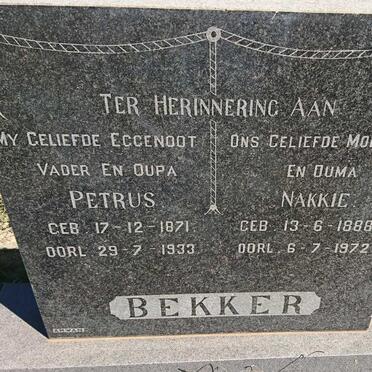 TER HERINNERING AAN
MY GELIEFDE EGGENOOT
VADER EN OUPA
PETRUS
GEB. 17-12-1871.
OORL. 29-7-1933.
ONS GELIEFDE MO
EN OUMA
NAKKIE.
GEB. 13-6-1888
OORL. 6-7-1972
BEKKER